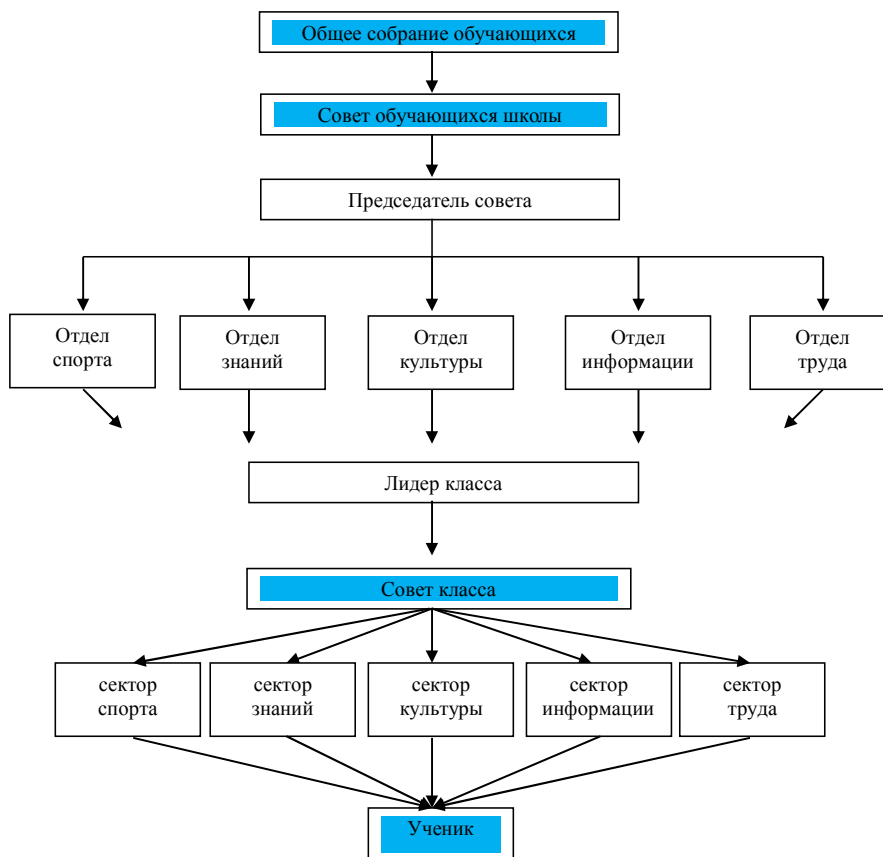 Общее собрание обучающихся
Совет обучающихся школы
Председатель совета
Отдел
спорта
Отдел
знаний
Отдел
культуры
Отдел
информации
Отдел
труда
Лидер класса
Совет класса
сектор
спорта
сектор
знаний
сектор
культуры
сектор
информации
сектор
труда
Ученик